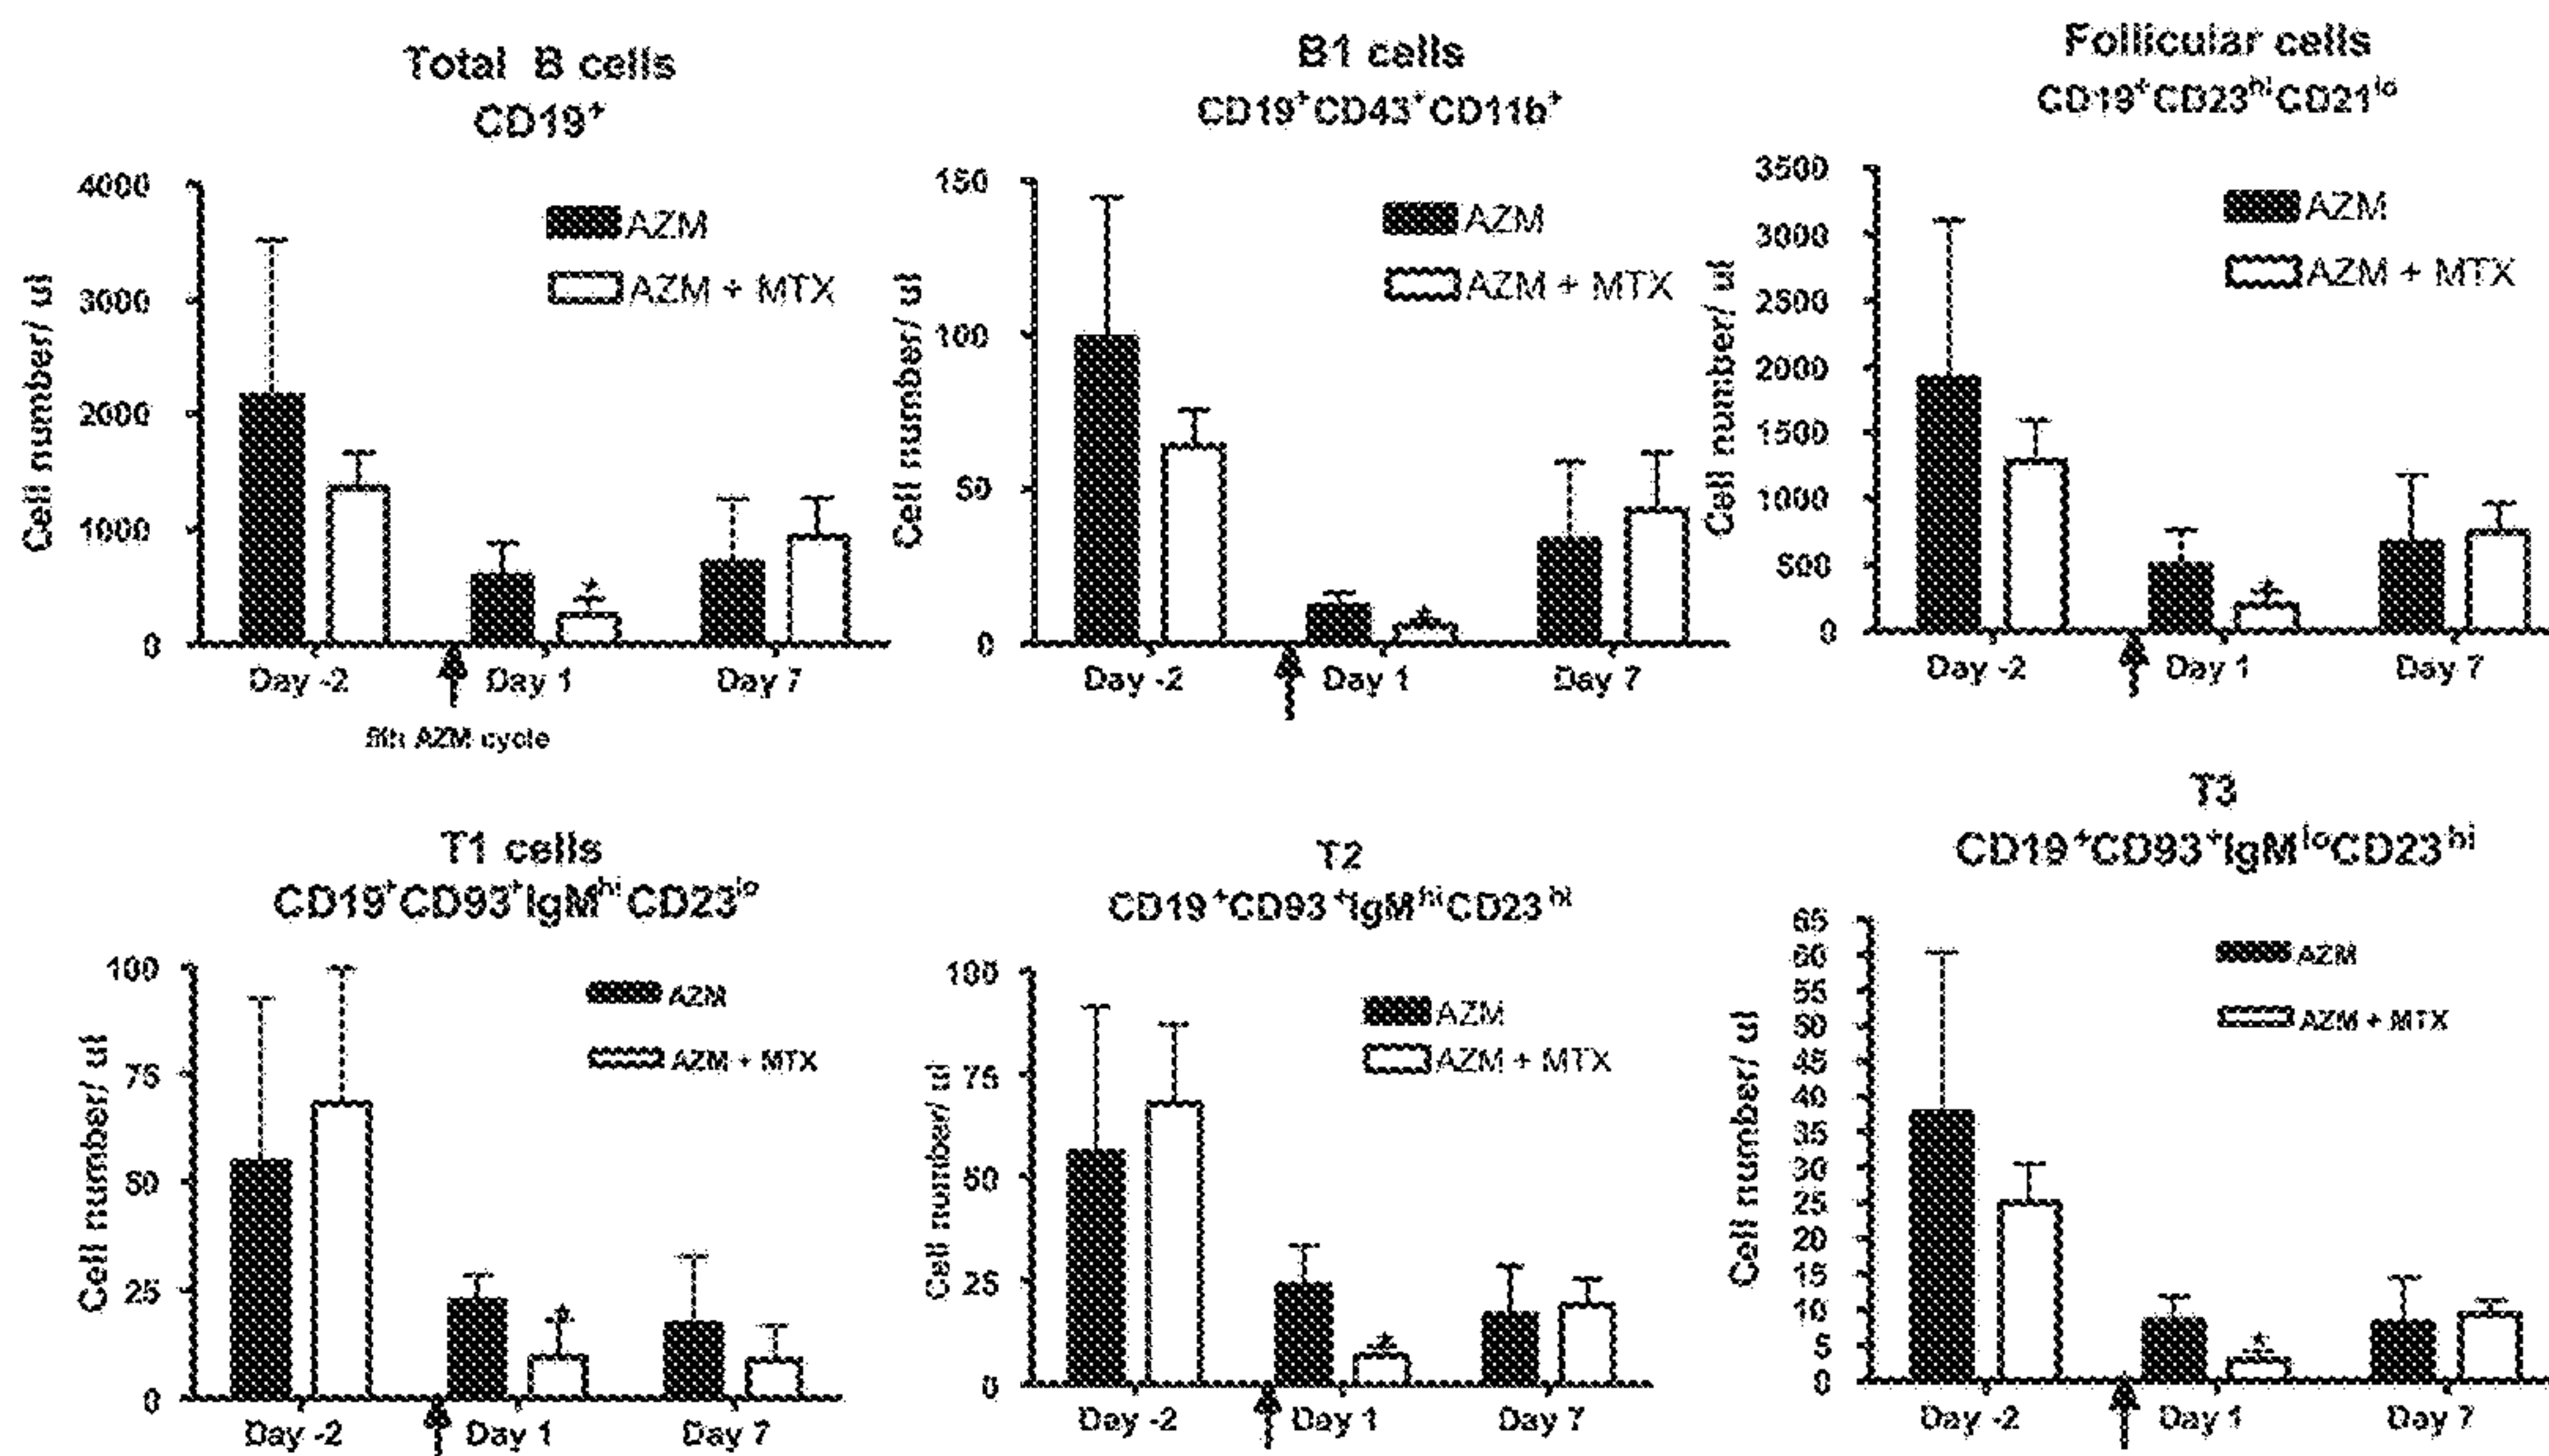 Total B cells
CD19⁺
4000
3000
2000
1000
0
Cell number/ ul
AZM
AZM + MTX
Day -2
Day 1
Day 7
5th AZM cycle
B1 cells
CD19⁺CD43⁺CD11b⁺
150
100
50
0
Cell number/ ul
AZM
AZM + MTX
Day -2
Day 1
Day 7
Follicular cells
CD19⁺CD23ʰⁱCD21ˡᵒ
3500
3000
2500
2000
1500
1000
500
0
Cell number/ ul
AZM
AZM + MTX
Day -2
Day 1
Day 7
T1 cells
CD19⁺CD93⁺IgMʰⁱCD23ˡᵒ
100
75
50
25
0
Cell number/ ul
AZM
AZM + MTX
Day -2
Day 1
Day 7
T2
CD19⁺CD93⁺IgMʰⁱCD23ʰⁱ
100
75
50
25
0
Cell number/ ul
AZM
AZM + MTX
Day -2
Day 1
Day 7
T3
CD19⁺CD93⁺IgMˡᵒCD23ʰⁱ
65
60
55
50
45
40
35
30
25
20
15
10
5
0
Cell number/ ul
AZM
AZM + MTX
Day -2
Day 1
Day 7